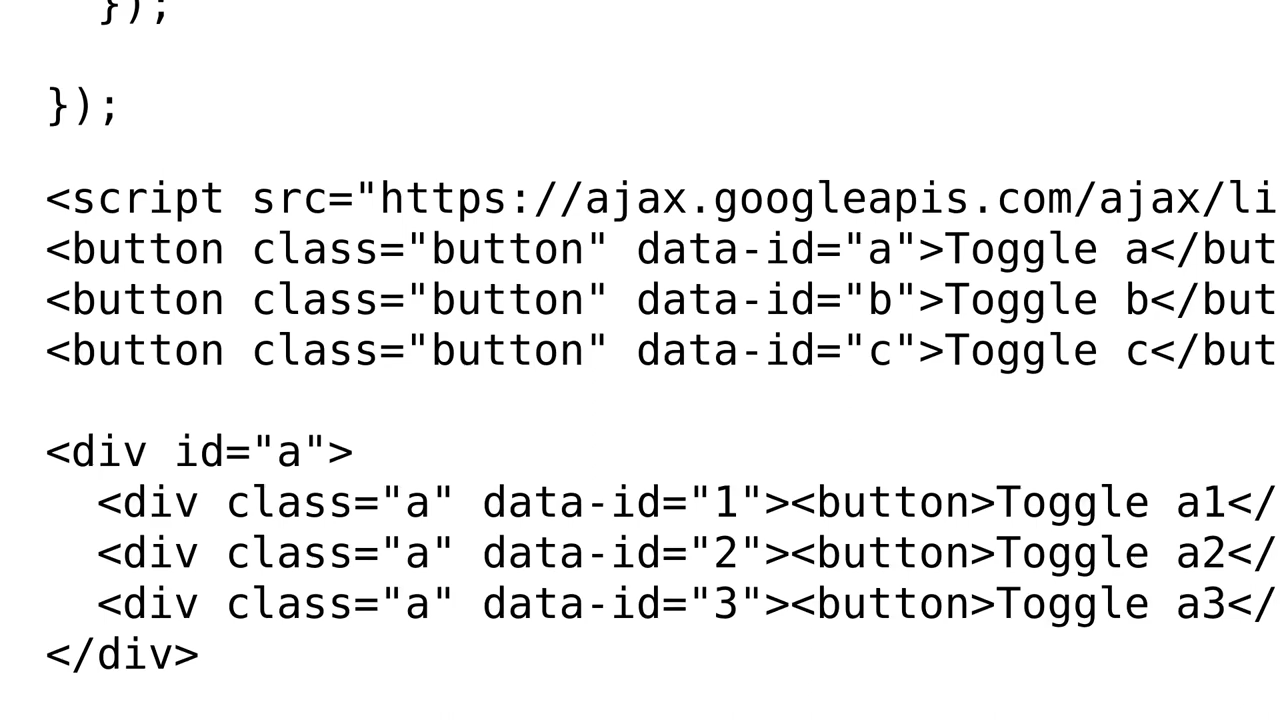 });
});
<script src="https://ajax.googleapis.com/ajax/li
<button class="button" data-id="a">Toggle a</but
<button class="button" data-id="b">Toggle b</but
<button class="button" data-id="c">Toggle c</but
<div id="a">
<div class="a" data-id="1"><button>Toggle a1</
<div class="a" data-id="2"><button>Toggle a2</
<div class="a" data-id="3"><button>Toggle a3</
</div>